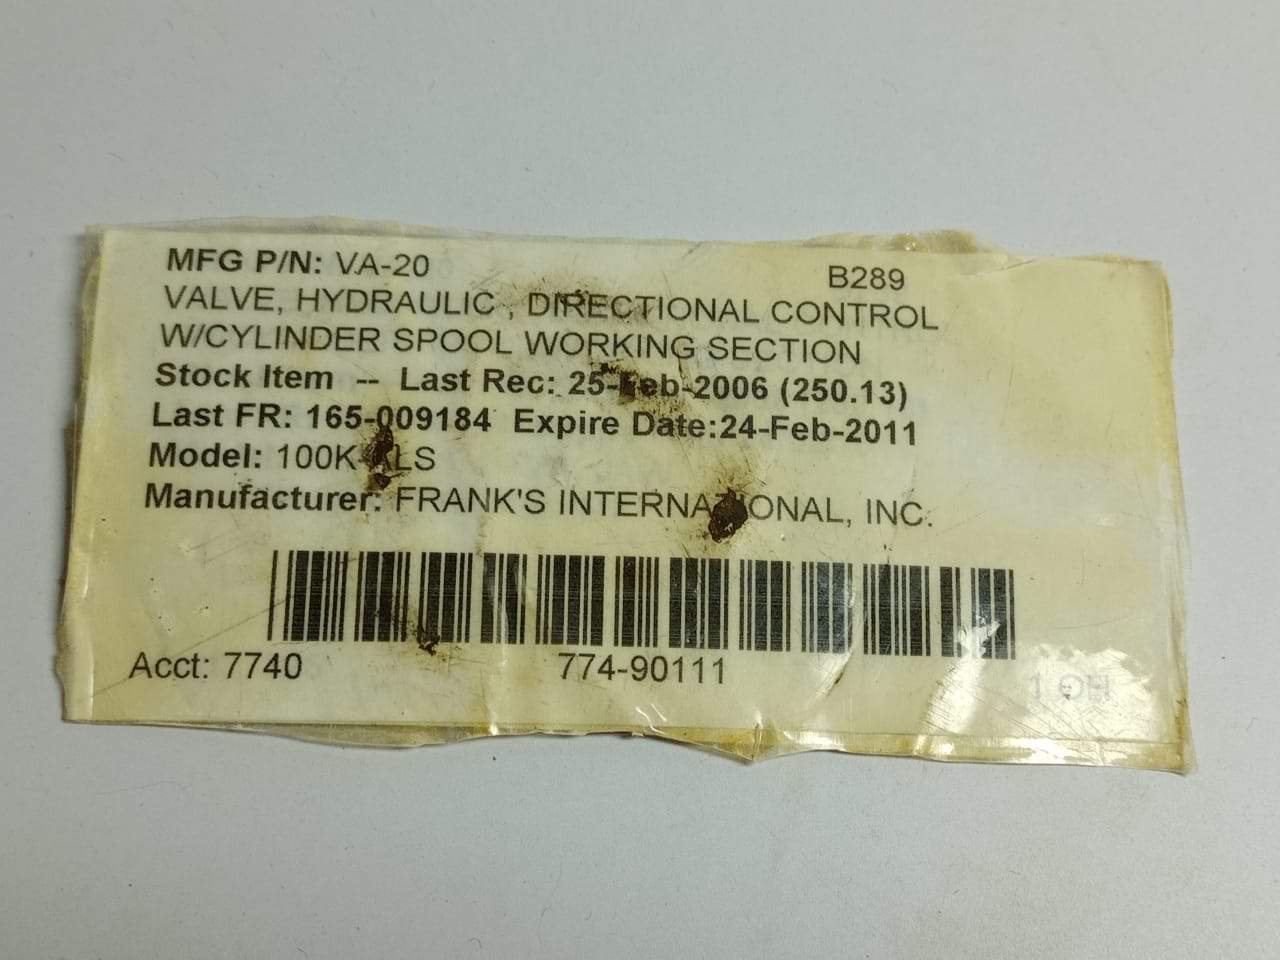 MFG P/N: VA-20 B289
VALVE, HYDRAULIC , DIRECTIONAL CONTROL
W/CYLINDER SPOOL WORKING SECTION
Stock Item -- Last Rec: 25-Feb-2006 (250.13)
Last FR: 165-009184 Expire Date:24-Feb-2011
Model:
Manufacturer: FRANK'S INTERNATIONAL, INC.
Acct: 7740 774-90111